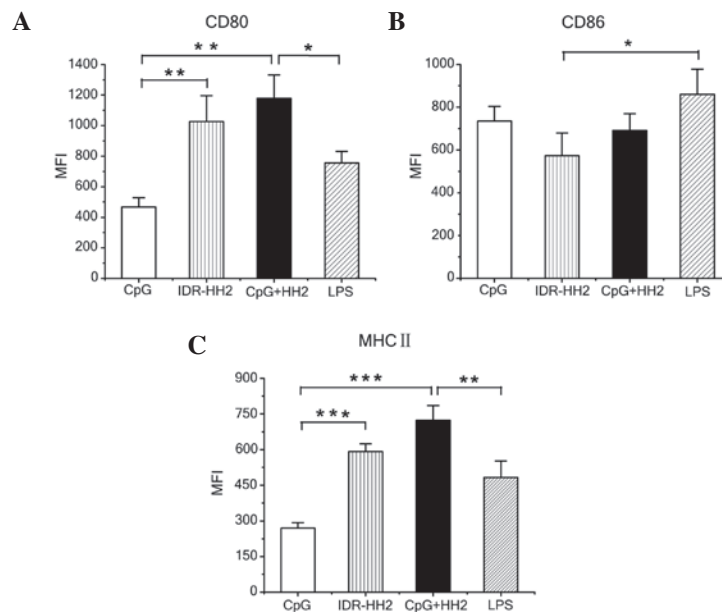 A
CD80
B
CD86
** *
**
*
MFI
1400
1200
1000
800
600
400
200
0
CpG IDR-HH2 CpG+HH2 LPS
MFI
1000
800
600
400
200
0
CpG IDR-HH2 CpG+HH2 LPS
C
MHC II
*** **
***
MFI
900
750
600
450
300
150
0
CpG IDR-HH2 CpG+HH2 LPS